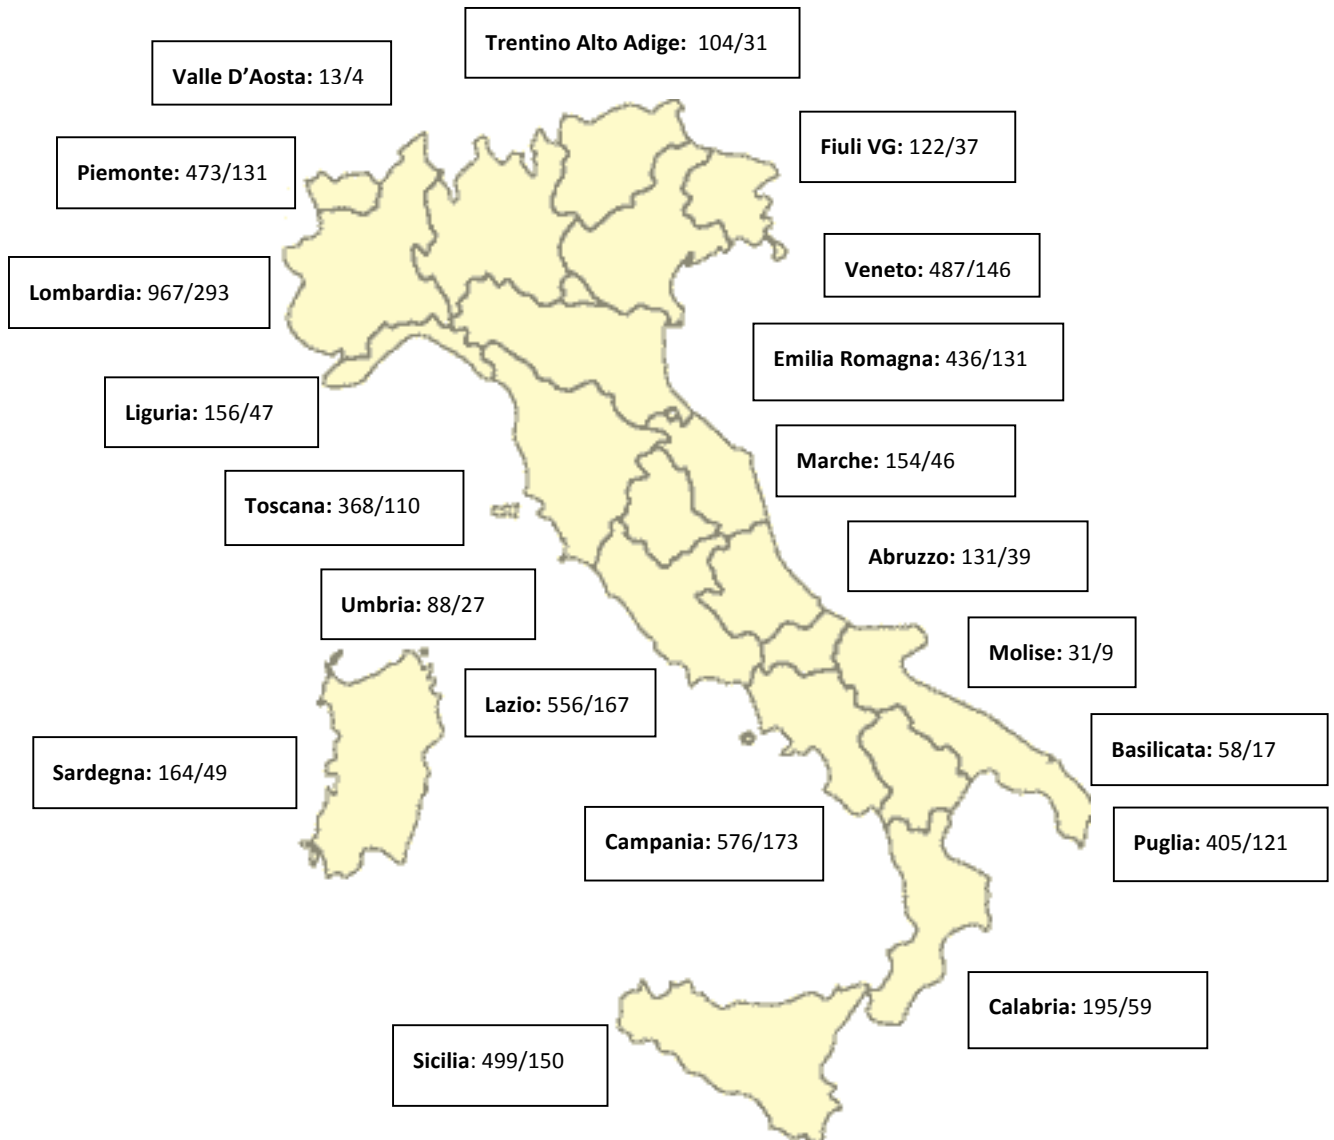 Trentino Alto Adige: 104/31
Valle D’Aosta: 13/4
Fiuli VG: 122/37
Piemonte: 473/131
Veneto: 487/146
Lombardia: 967/293
Emilia Romagna: 436/131
Liguria: 156/47
Marche: 154/46
Toscana: 368/110
Abruzzo: 131/39
Umbria: 88/27
Molise: 31/9
Lazio: 556/167
Basilicata: 58/17
Sardegna: 164/49
Campania: 576/173
Puglia: 405/121
Calabria: 195/59
Sicilia: 499/150